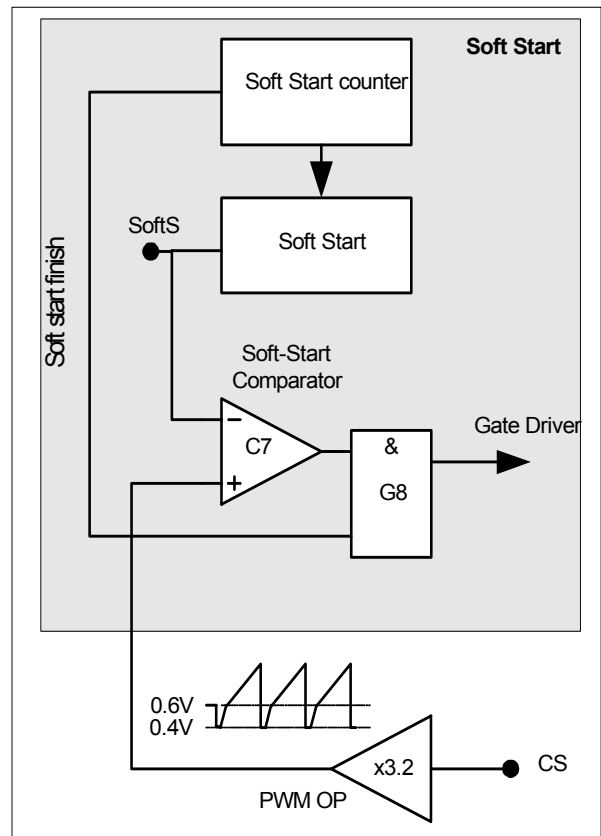 Soft Start
Soft Start counter
SoftS
Soft Start
Soft start finish
Soft-Start
Comparator
−
C7
+
&
G8
Gate Driver
0.6V
0.4V
x3.2
CS
PWM OP